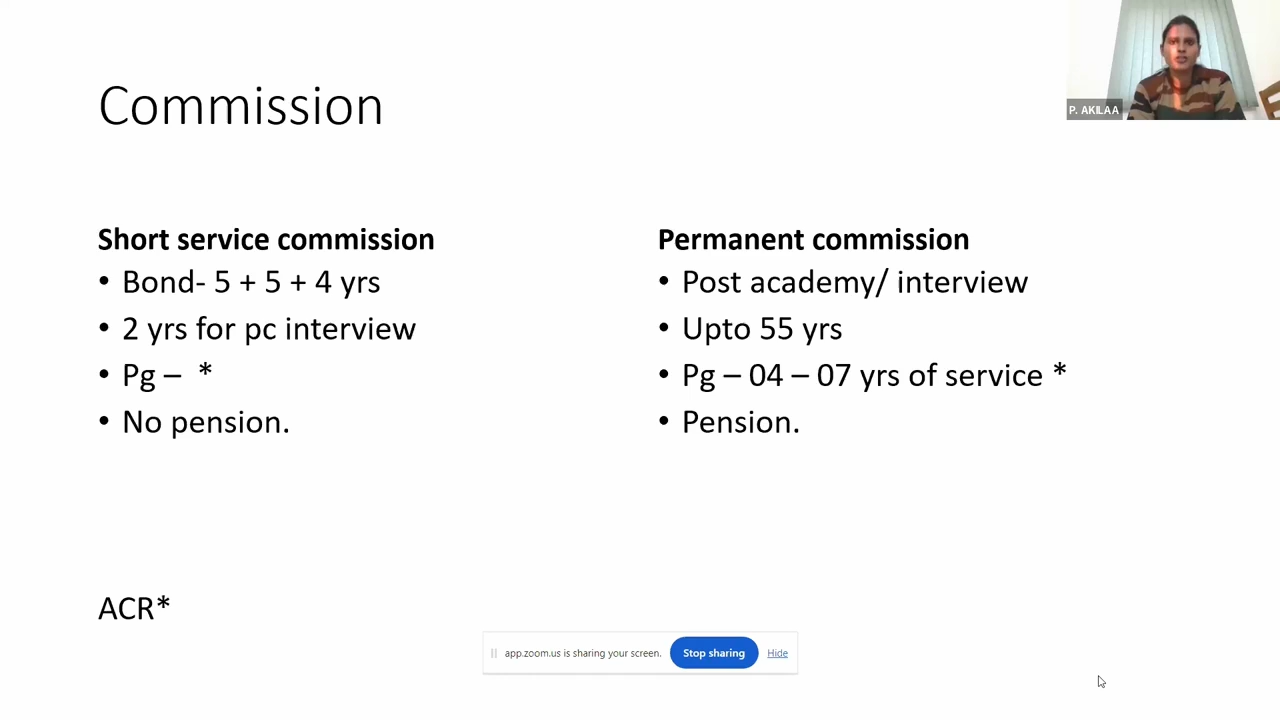 Commission
P. AKILAA
Short service commission
• Bond- 5 + 5 + 4 yrs
• 2 yrs for pc interview
• Pg – *
• No pension.
Permanent commission
• Post academy/ interview
• Upto 55 yrs
• Pg – 04 – 07 yrs of service *
• Pension.
ACR*
app.zoom.us is sharing your screen. Stop sharing Hide